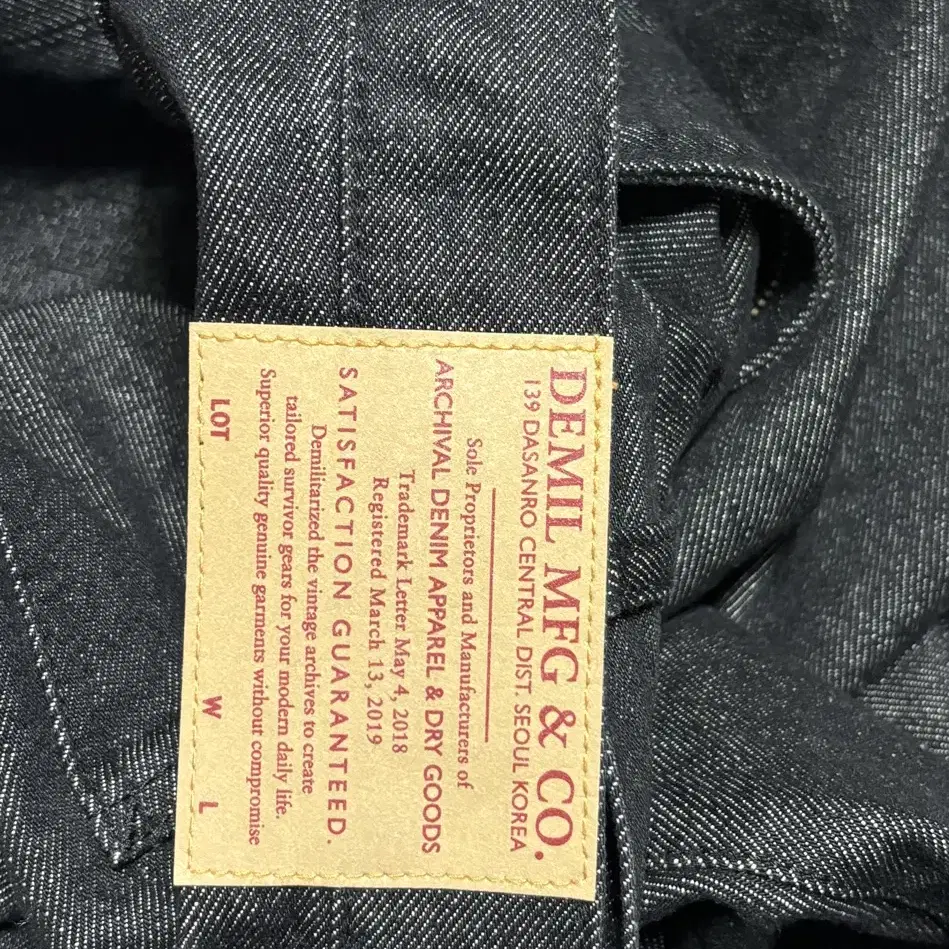 DEMIL MFG & CO.
139 DASANRO CENTRAL DIST. SEOUL KOREA
Sole Proprietors and Manufacturers of
ARCHIVAL DENIM APPAREL & DRY GOODS
Trademark Letter May 4, 2018
Registered March 13, 2019
SATISFACTION GUARANTEED.
Demilitarized the vintage archives to create
tailored survivor gears for your modern daily life.
Superior quality genuine garments without compromise
LOT W L